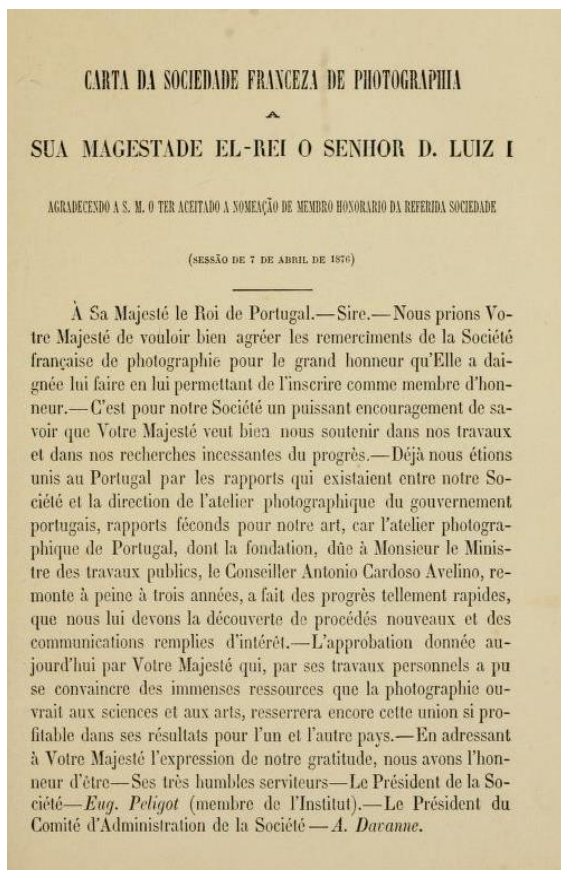 CARTA DA SOCIEDADE FRANCEZA DE PHOTOGRAPHIA
A
SUA MAGESTADE EL-REI O SENHOR D. LUIZ I
AGRADECENDO A S. M. O TER ACEITADO A NOMEAÇÃO DE MEMBRO HONORARIO DA REFERIDA SOCIEDADE
(SESSÃO DE 7 DE ABRIL DE 1876)
À Sa Majesté le Roi de Portugal.—Sire.—Nous prions Vo-
tre Majesté de vouloir bien agréer les remercîments de la Société
française de photographie pour le grand honneur qu'Elle a dai-
gnée lui faire en lui permettant de l'inscrire comme membre d'hon-
neur.—C'est pour notre Société un puissant encouragement de sa-
voir que Votre Majesté veut bien nous soutenir dans nos travaux
et dans nos recherches incessantes du progrès.—Déjà nous étions
unis au Portugal par les rapports qui existaient entre notre So-
ciété et la direction de l'atelier photographique du gouvernement
portugais, rapports féconds pour notre art, car l'atelier photogra-
phique de Portugal, dont la fondation, dûe à Monsieur le Minis-
tre des travaux publics, le Conseiller Antonio Cardoso Avelino, re-
monte à peine à trois années, a fait des progrès tellement rapides,
que nous lui devons la découverte de procédés nouveaux et des
communications remplies d'intérêt.—L'approbation donnée au-
jourd'hui par Votre Majesté qui, par ses travaux personnels a pu
se convaincre des immenses ressources que la photographie ou-
vrait aux sciences et aux arts, resserrera encore cette union si pro-
fitable dans ses résultats pour l'un et l'autre pays.—En adressant
à Votre Majesté l'expression de notre gratitude, nous avons l'hon-
neur d'être—Ses très humbles serviteurs—Le Président de la So-
ciété—Eug. Peligot (membre de l'Institut).—Le Président du
Comité d'Administration de la Société—A. Davanne.